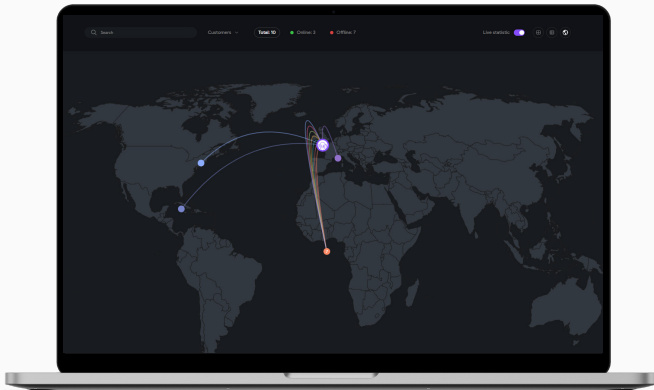 Search
Customers
Total: 10
Online: 3
Offline: 7
Live statistic